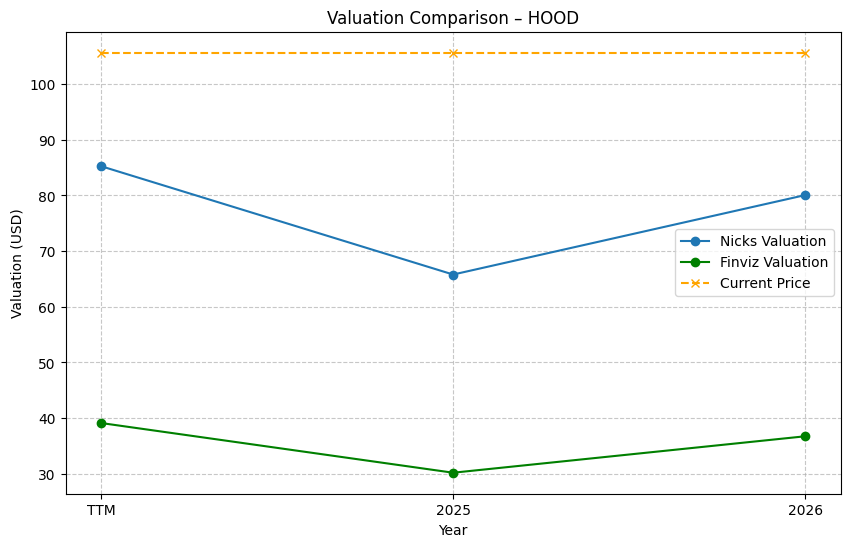 Valuation Comparison – HOOD
Valuation (USD)
100
90
80
70
60
50
40
30
Nicks Valuation
Finviz Valuation
Current Price
TTM
2025
2026
Year